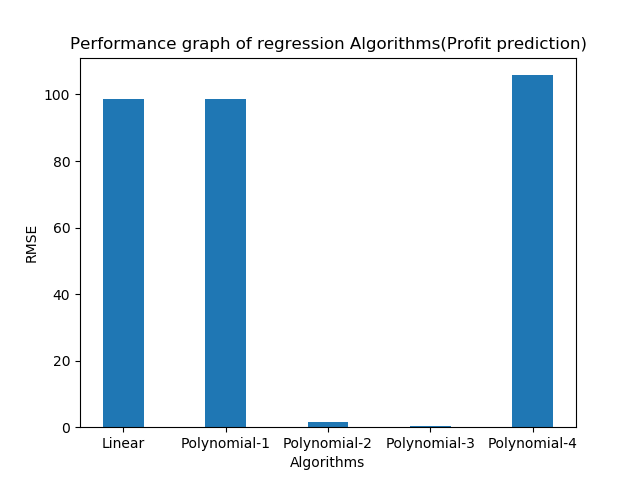 Performance graph of regression Algorithms(Profit prediction)
100
80
60
40
20
0
RMSE
Linear Polynomial-1 Polynomial-2 Polynomial-3 Polynomial-4
Algorithms